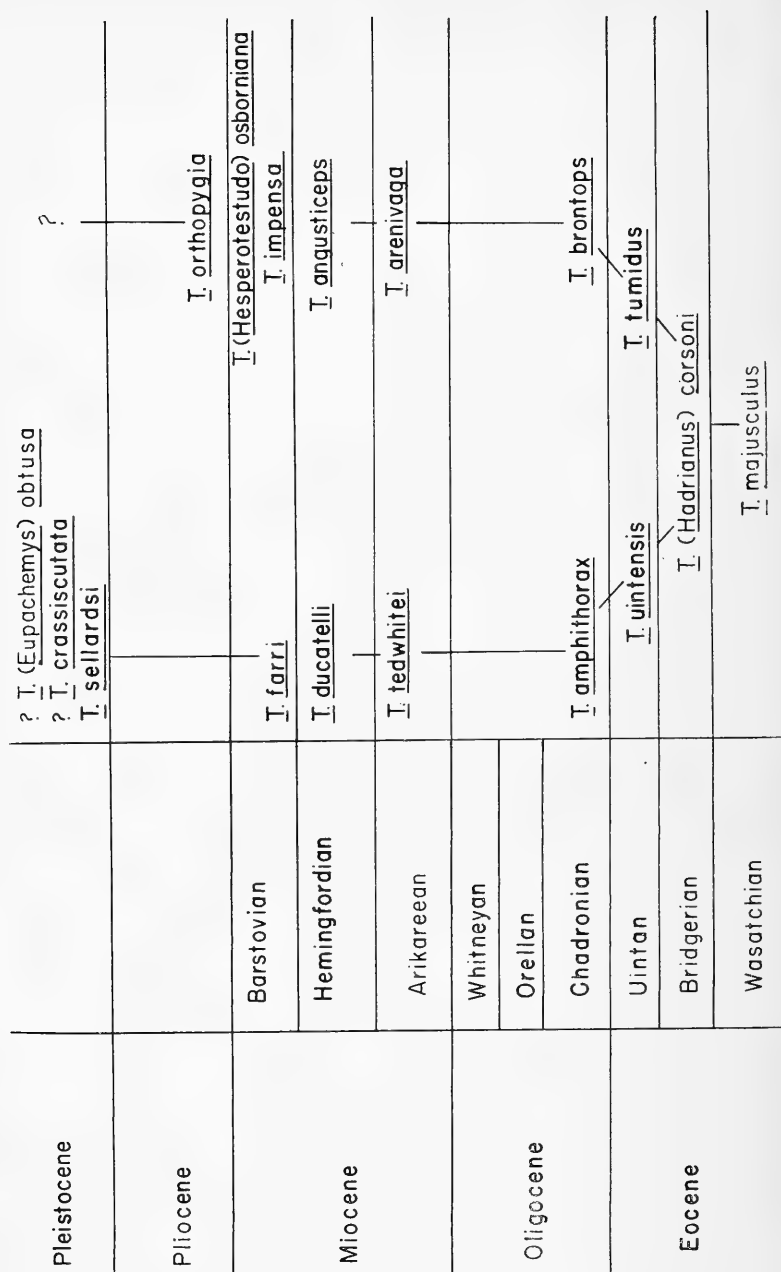 Pleistocene
? T. (Eupachemys) obtusa
? T. crassiscutata
T. sellardsi
?
Pliocene
T. orthopygia
Miocene
Barstovian
T. farri
T. (Hesperotestudo) osborniana
T. impensa
Hemingfordian
T. ducatelli
T. angusticeps
Arikareean
T. tedwhitei
T. arenivaga
Oligocene
Whitneyan
Orellan
Chadronian
T. amphithorax
T. brontops
Eocene
Uintan
T. uintensis
T. tumidus
Bridgerian
T. (Hadrianus) corsoni
Wasatchian
T. majusculus